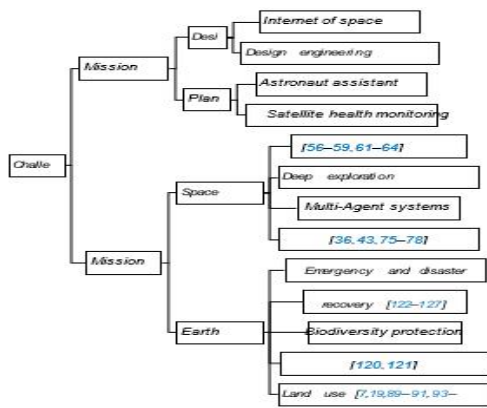 Internet of space
Desi
Design engineering
Mission
Astronaut assistant
Plan
Satellite health monitoring
[56–59,61–64]
Challe
Deep exploration
Space
Multi-Agent systems
[36,43,75–78]
Mission
Emergency and disaster
recovery [122–127]
Earth
Biodiversity protection
[120,121]
Land use [7,19,89–91,93–